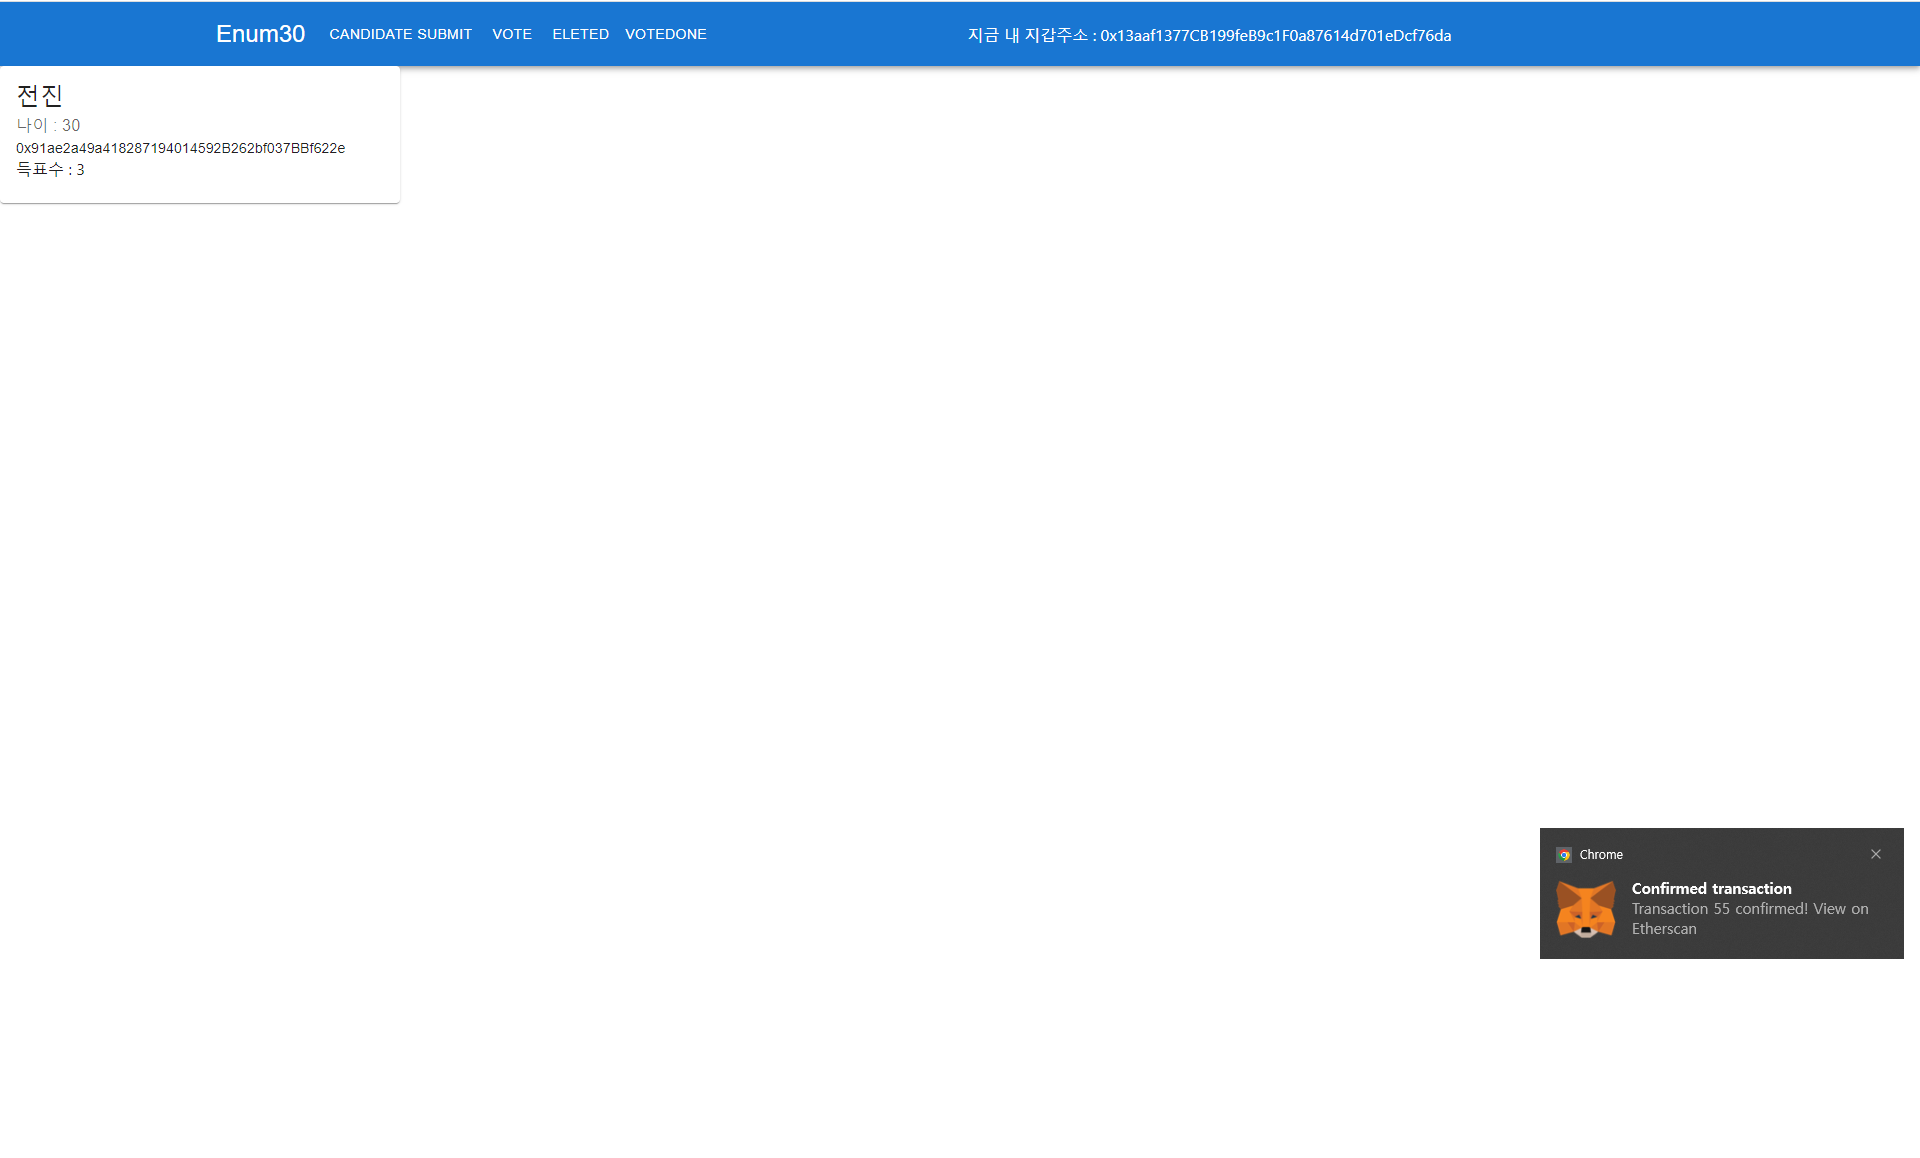 Enum30 CANDIDATE SUBMIT VOTE ELETED VOTEDONE 지금 내 지갑주소 : 0x13aaf1377CB199feB9c1F0a87614d701eDcf76da
전진
나이 : 30
0x91ae2a49a418287194014592B262bf037BBf622e
득표수 : 3
Chrome
Confirmed transaction
Transaction 55 confirmed! View on
Etherscan